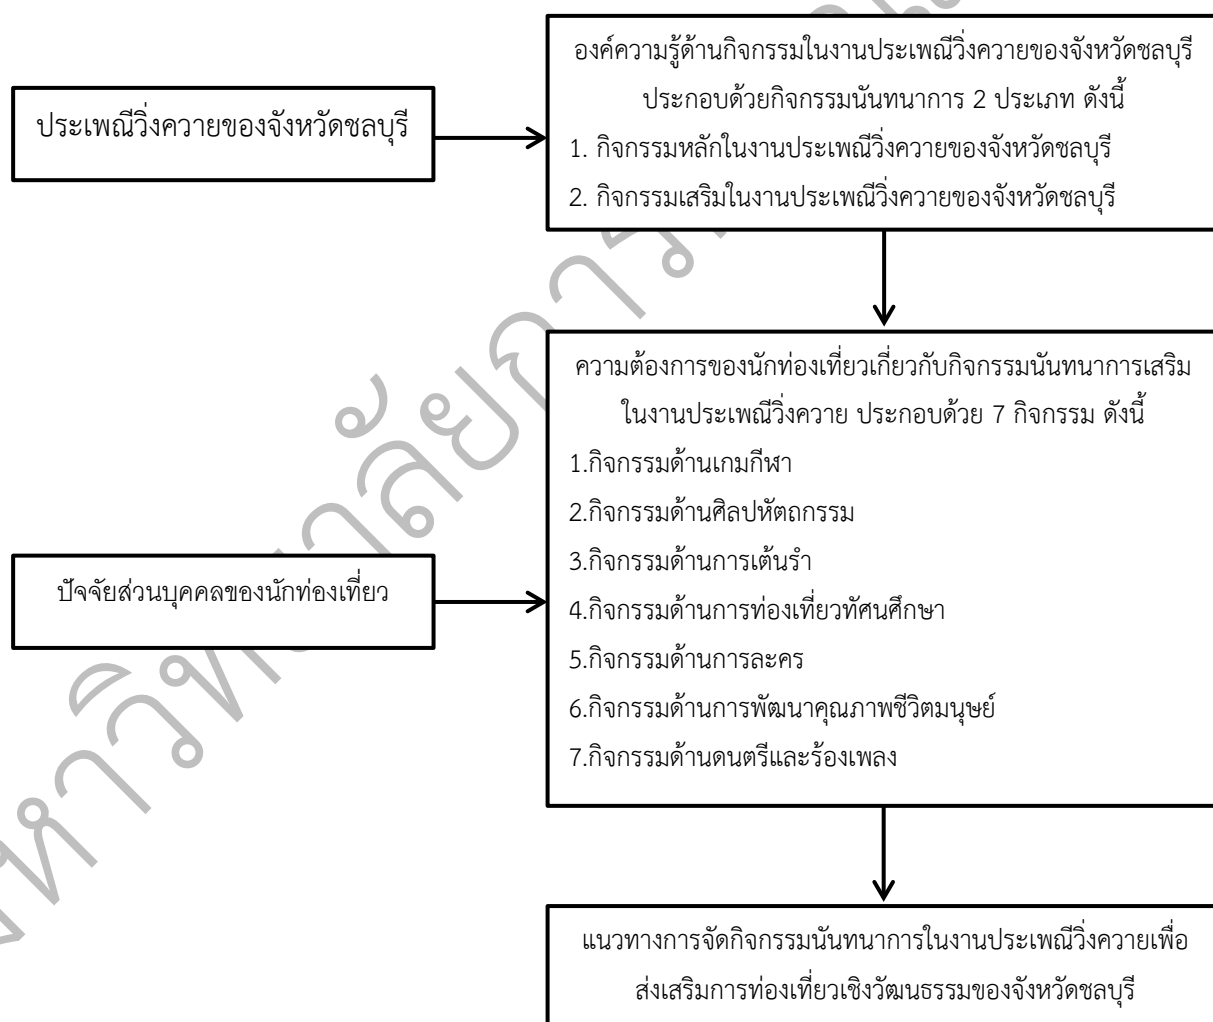 ประเพณีวิ่งควายของจังหวัดชลบุรี
องค์ความรู้ด้านกิจกรรมในงานประเพณีวิ่งควายของจังหวัดชลบุรี
ประกอบด้วยกิจกรรมนันทนาการ 2 ประเภท ดังนี้
1. กิจกรรมหลักในงานประเพณีวิ่งควายของจังหวัดชลบุรี
2. กิจกรรมเสริมในงานประเพณีวิ่งควายของจังหวัดชลบุรี
ปัจจัยส่วนบุคคลของนักท่องเที่ยว
ความต้องการของนักท่องเที่ยวเกี่ยวกับกิจกรรมนันทนาการเสริม
ในงานประเพณีวิ่งควาย ประกอบด้วย 7 กิจกรรม ดังนี้
1.กิจกรรมด้านเกมกีฬา
2.กิจกรรมด้านศิลปหัตถกรรม
3.กิจกรรมด้านการเต้นรำ
4.กิจกรรมด้านการท่องเที่ยวทัศนศึกษา
5.กิจกรรมด้านการละคร
6.กิจกรรมด้านการพัฒนาคุณภาพชีวิตมนุษย์
7.กิจกรรมด้านดนตรีและร้องเพลง
แนวทางการจัดกิจกรรมนันทนาการในงานประเพณีวิ่งควายเพื่อ
ส่งเสริมการท่องเที่ยวเชิงวัฒนธรรมของจังหวัดชลบุรี